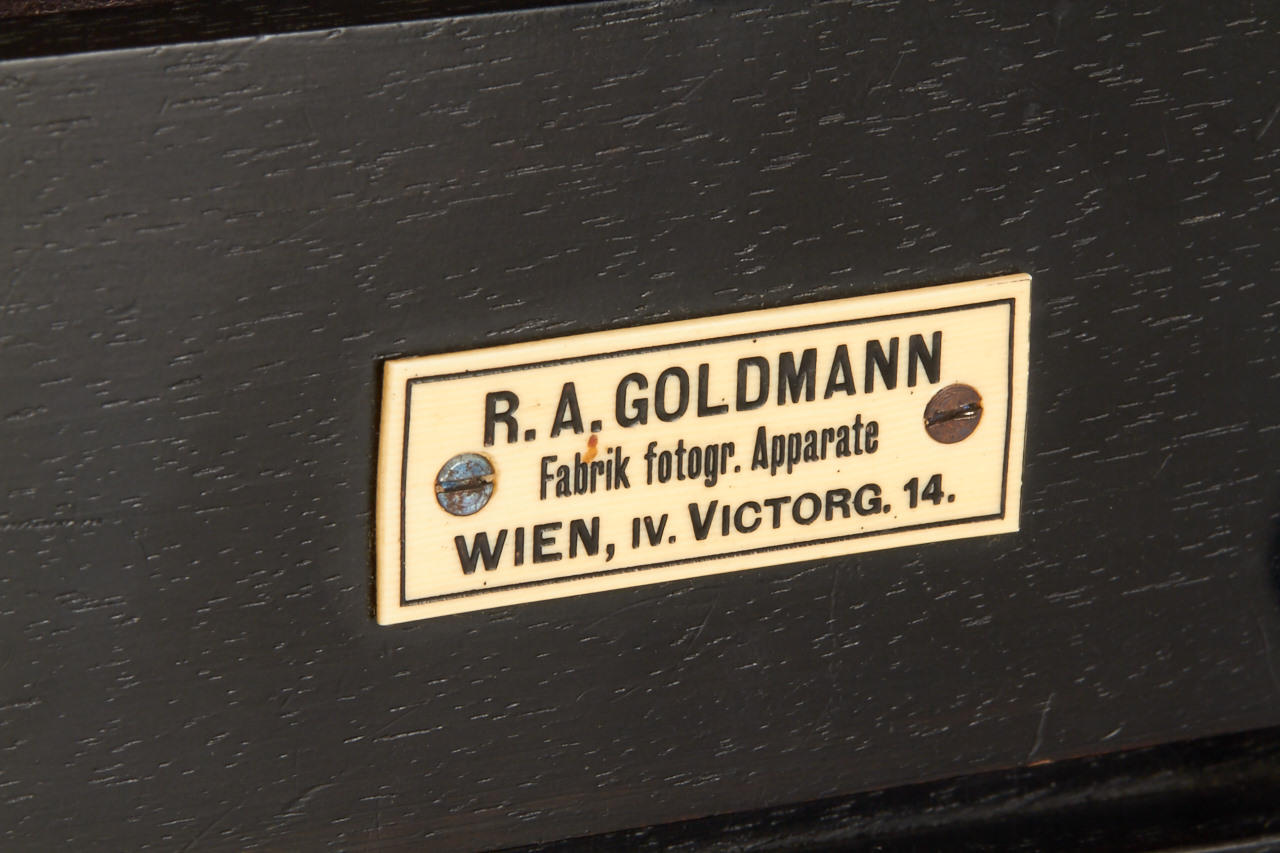 R. A. GOLDMANN
Fabrik fotogr. Apparate
WIEN, IV. VICTORG. 14.